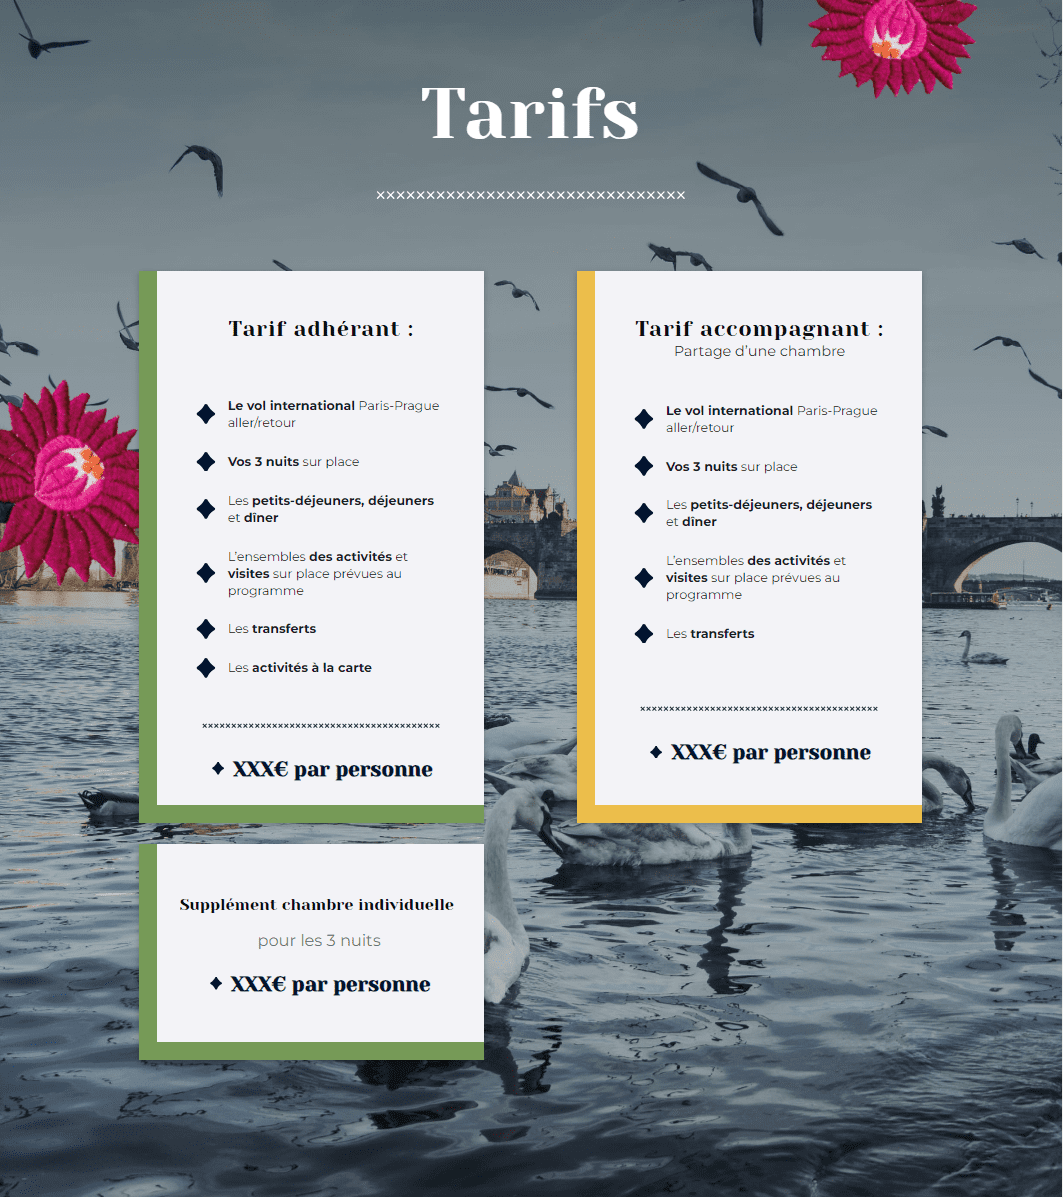 Tarifs
Tarif adhérant :
Le vol international Paris-Prague
aller/retour
Vos 3 nuits sur place
Les petits-déjeuners, déjeuners
et dîner
L'ensembles des activités et
visites sur place prévues au
programme
Les transferts
Les activités à la carte
XXX€ par personne
Supplément chambre individuelle
pour les 3 nuits
XXX€ par personne
Tarif accompagnant :
Partage d'une chambre
Le vol international Paris-Prague
aller/retour
Vos 3 nuits sur place
Les petits-déjeuners, déjeuners
et dîner
L'ensembles des activités et
visites sur place prévues au
programme
Les transferts
XXX€ par personne